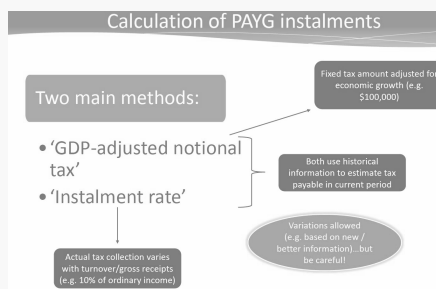 Calculation of PAYG instalments
Fixed tax amount adjusted for
economic growth (e.g.
$100,000)
Two main methods:
• ‘GDP-adjusted notional
tax’
• ‘Instalment rate’
Both use historical
information to estimate tax
payable in current period
Actual tax collection varies
with turnover/gross receipts
(e.g. 10% of ordinary income)
Variations allowed
(e.g. based on new /
better information)…but
be careful!